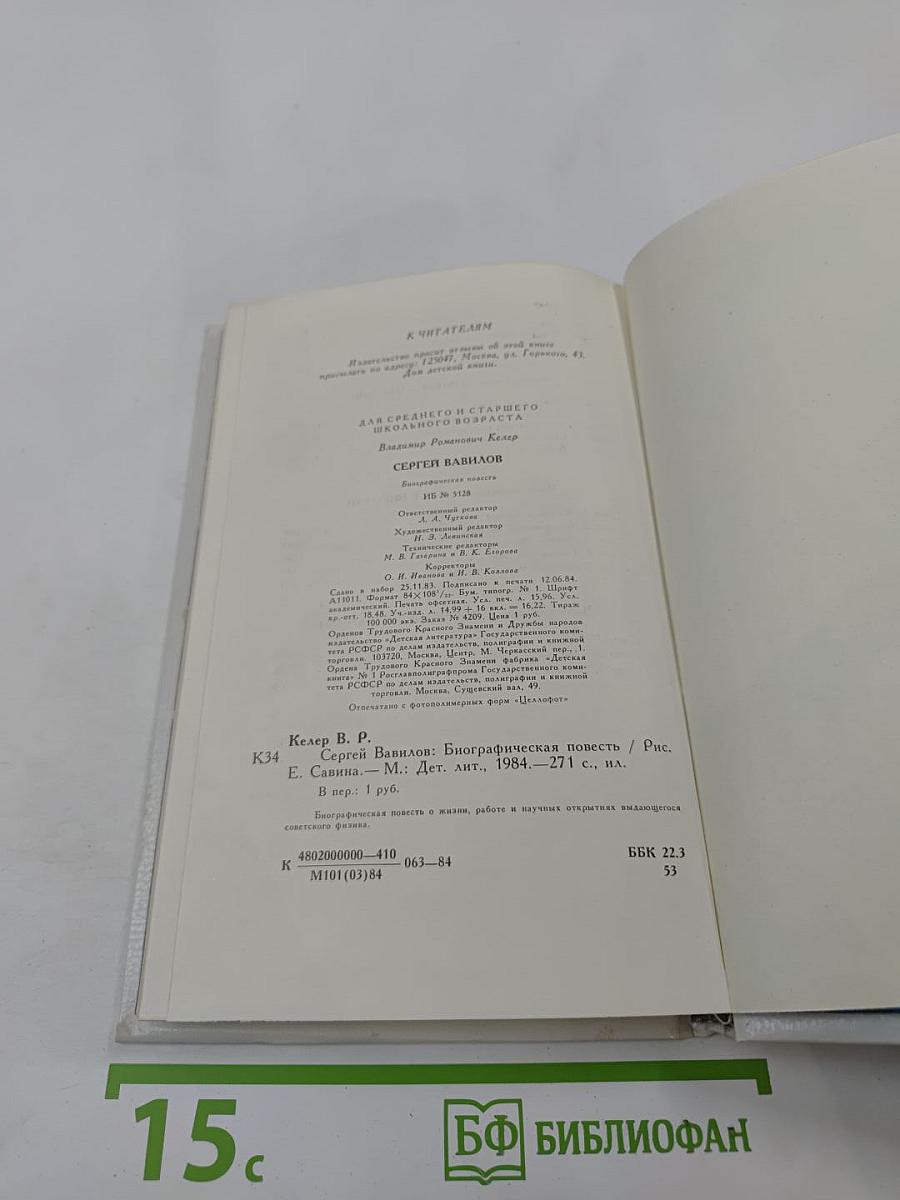 К ЧИТАТЕЛЯМ
Издательство просит отзывы об этой книге
присылать по адресу: 125047, Москва, ул. Горького, 43.
Дом детской книги.
ДЛЯ СРЕДНЕГО И СТАРШЕГО
ШКОЛЬНОГО ВОЗРАСТА
Владимир Романович Келер
СЕРГЕЙ ВАВИЛОВ
Биографическая повесть
ИБ № 5128
Ответственный редактор
Л. А. Чуткова
Художественный редактор
Н. З. Левинская
Технические редакторы
М. В. Гагарина и В. К. Егорова
Корректоры
О. И. Иванова и И. В. Козлова
Сдано в набор 25.11.83. Подписано к печати 12.06.84.
А11011. Формат 84×108¹/₃₂. Бум. типогр. № 1. Шрифт
академический. Печать офсетная. Усл. печ. л. 15,96. Усл.
кр.-отт. 18,48. Уч.-изд. л. 14,99 + 16 вкл. = 16,22. Тираж
100 000 экз. Заказ № 4209. Цена 1 руб.
Орденов Трудового Красного Знамени и Дружбы народов
издательство «Детская литература» Государственного коми-
тета РСФСР по делам издательств, полиграфии и книжной
торговли. 103720, Москва, Центр, М. Черкасский пер., 1.
Ордена Трудового Красного Знамени фабрика «Детская
книга» № 1 Росглавполиграфпрома Государственного коми-
тета РСФСР по делам издательств, полиграфии и книжной
торговли. Москва, Сущевский вал, 49.
Отпечатано с фотополимерных форм «Целлофот»
Келер В. Р.
К34 Сергей Вавилов: Биографическая повесть / Рис.
Е. Савина.— М.: Дет. лит., 1984.—271 с., ил.
В пер.: 1 руб.
Биографическая повесть о жизни, работе и научных открытиях выдающегося
советского физика.
К 4802000000—410 063—84
М101(03)84
ББК 22.3
53
15 с
БФ БИБЛИОФАН